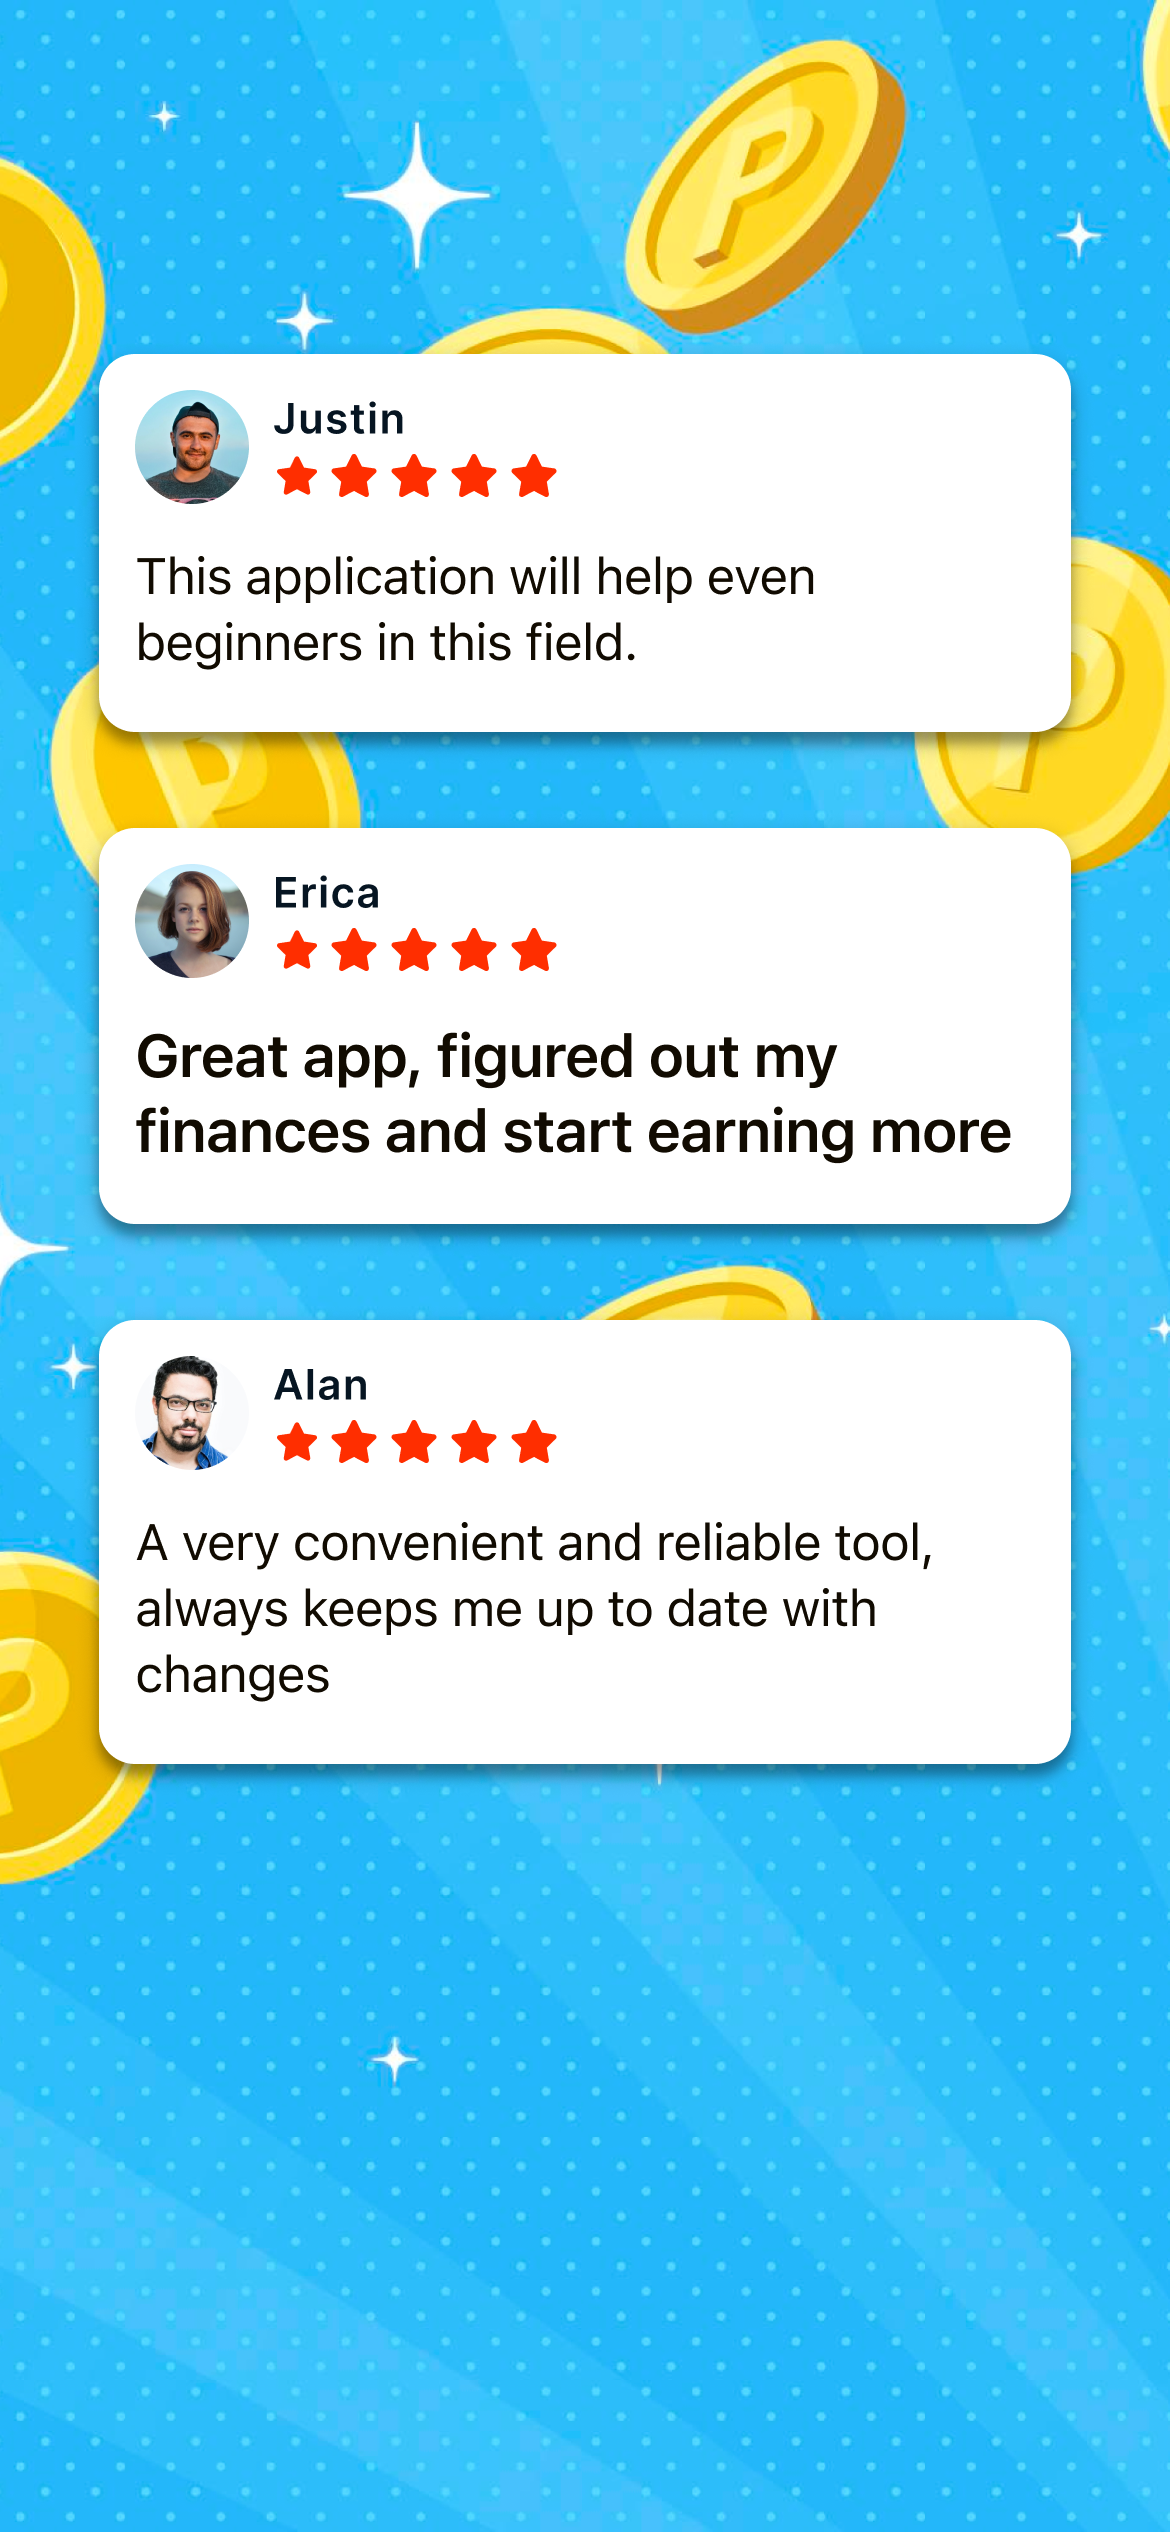 P
Justin
This application will help even
beginners in this field.
P
P
Erica
Great app, figured out my
finances and start earning more
Alan
A very convenient and reliable tool,
always keeps me up to date with
changes
P